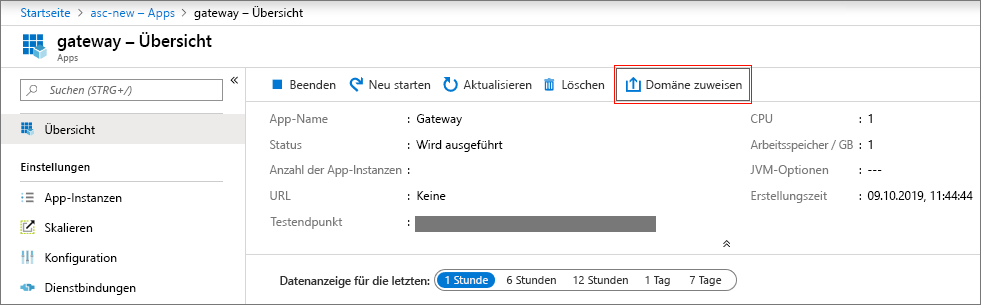 Startseite > asc-new – Apps > gateway – Übersicht
gateway – Übersicht
Apps
Suchen (STRG+/)
«
Übersicht
Einstellungen
App-Instanzen
Skalieren
Konfiguration
Dienstbindungen
Beenden Neu starten Aktualisieren Löschen Domäne zuweisen
App-Name : Gateway
Status : Wird ausgeführt
Anzahl der App-Instanzen :
URL : Keine
Testendpunkt :
CPU : 1
Arbeitsspeicher / GB : 1
JVM-Optionen : ---
Erstellungszeit : 09.10.2019, 11:44:44
Datenanzeige für die letzten: 1 Stunde 6 Stunden 12 Stunden 1 Tag 7 Tage